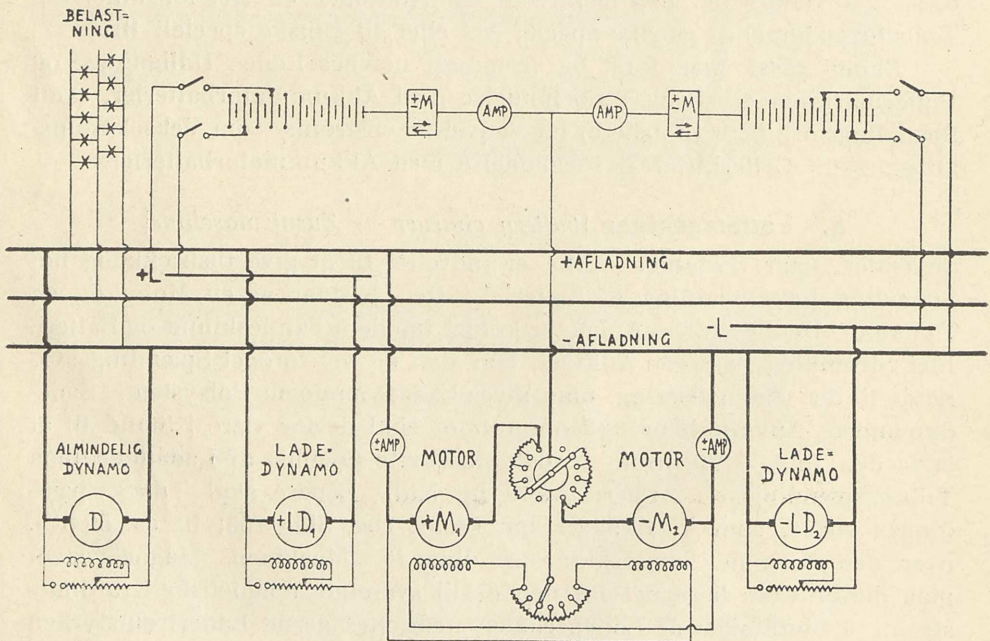 BELAST=
NING
±M
AMP
AMP
±M
+AFLADNING
+L
-L
-AFLADNING
ALMINDELIG
DYNAMO
LADE=
DYNAMO
±AMP
MOTOR
MOTOR
±AMP
LADE=
DYNAMO
D
+LD₁
+M₁
-M₂
-LD₂